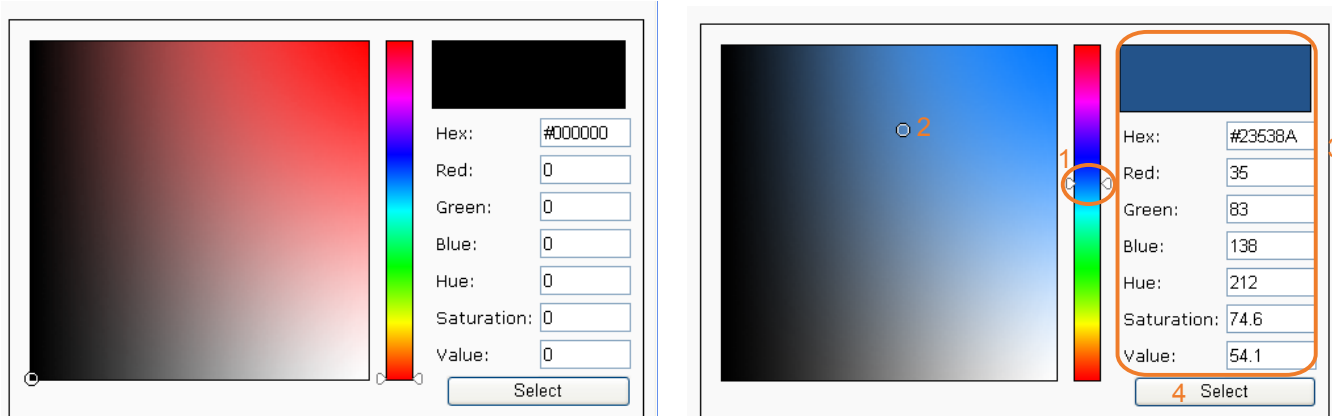 Hex: #000000
Red: 0
Green: 0
Blue: 0
Hue: 0
Saturation: 0
Value: 0
Select
2
1
Hex: #23538A
Red: 35
Green: 83
Blue: 138
Hue: 212
Saturation: 74.6
Value: 54.1
4 Select